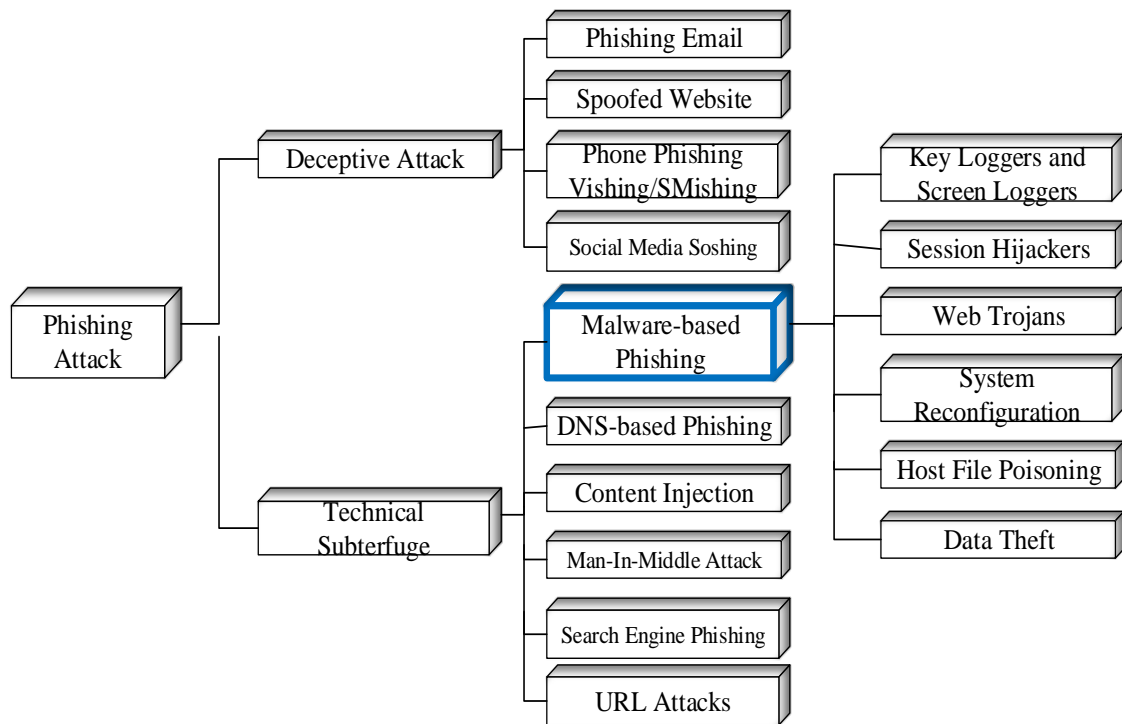 Phishing
Attack
Deceptive Attack
Technical
Subterfuge
Phishing Email
Spoofed Website
Phone Phishing
Vishing/SMishing
Social Media Soshing
Malware-based
Phishing
DNS-based Phishing
Content Injection
Man-In-Middle Attack
Search Engine Phishing
URL Attacks
Key Loggers and
Screen Loggers
Session Hijackers
Web Trojans
System
Reconfiguration
Host File Poisoning
Data Theft